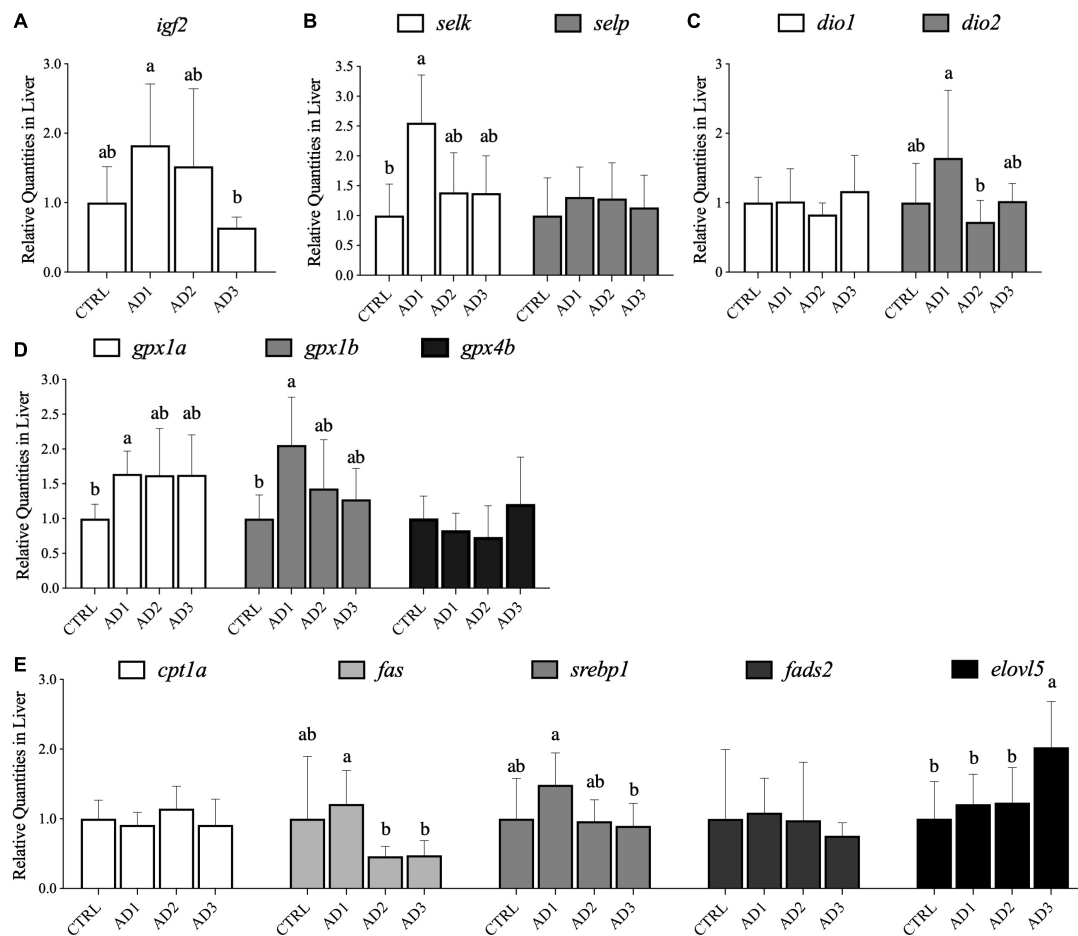 A
igf2
Relative Quantities in Liver
3.0
2.0
1.0
0.0
ab
a
ab
b
CTRL
AD1
AD2
AD3
B
selk
selp
Relative Quantities in Liver
3.5
3.0
2.5
2.0
1.5
1.0
0.5
0.0
b
a
ab
ab
CTRL
AD1
AD2
AD3
CTRL
AD1
AD2
AD3
C
dio1
dio2
Relative Quantities in Liver
3
2
1
0
ab
a
b
ab
CTRL
AD1
AD2
AD3
CTRL
AD1
AD2
AD3
D
gpx1a
gpx1b
gpx4b
Relative Quantities in Liver
3.0
2.5
2.0
1.5
1.0
0.5
0.0
b
a
ab
ab
b
a
ab
ab
CTRL
AD1
AD2
AD3
CTRL
AD1
AD2
AD3
CTRL
AD1
AD2
AD3
E
cpt1a
fas
srebp1
fads2
elovl5
Relative Quantities in Liver
3.0
2.0
1.0
0.0
ab
a
b
b
ab
a
ab
b
b
b
b
a
CTRL
AD1
AD2
AD3
CTRL
AD1
AD2
AD3
CTRL
AD1
AD2
AD3
CTRL
AD1
AD2
AD3
CTRL
AD1
AD2
AD3